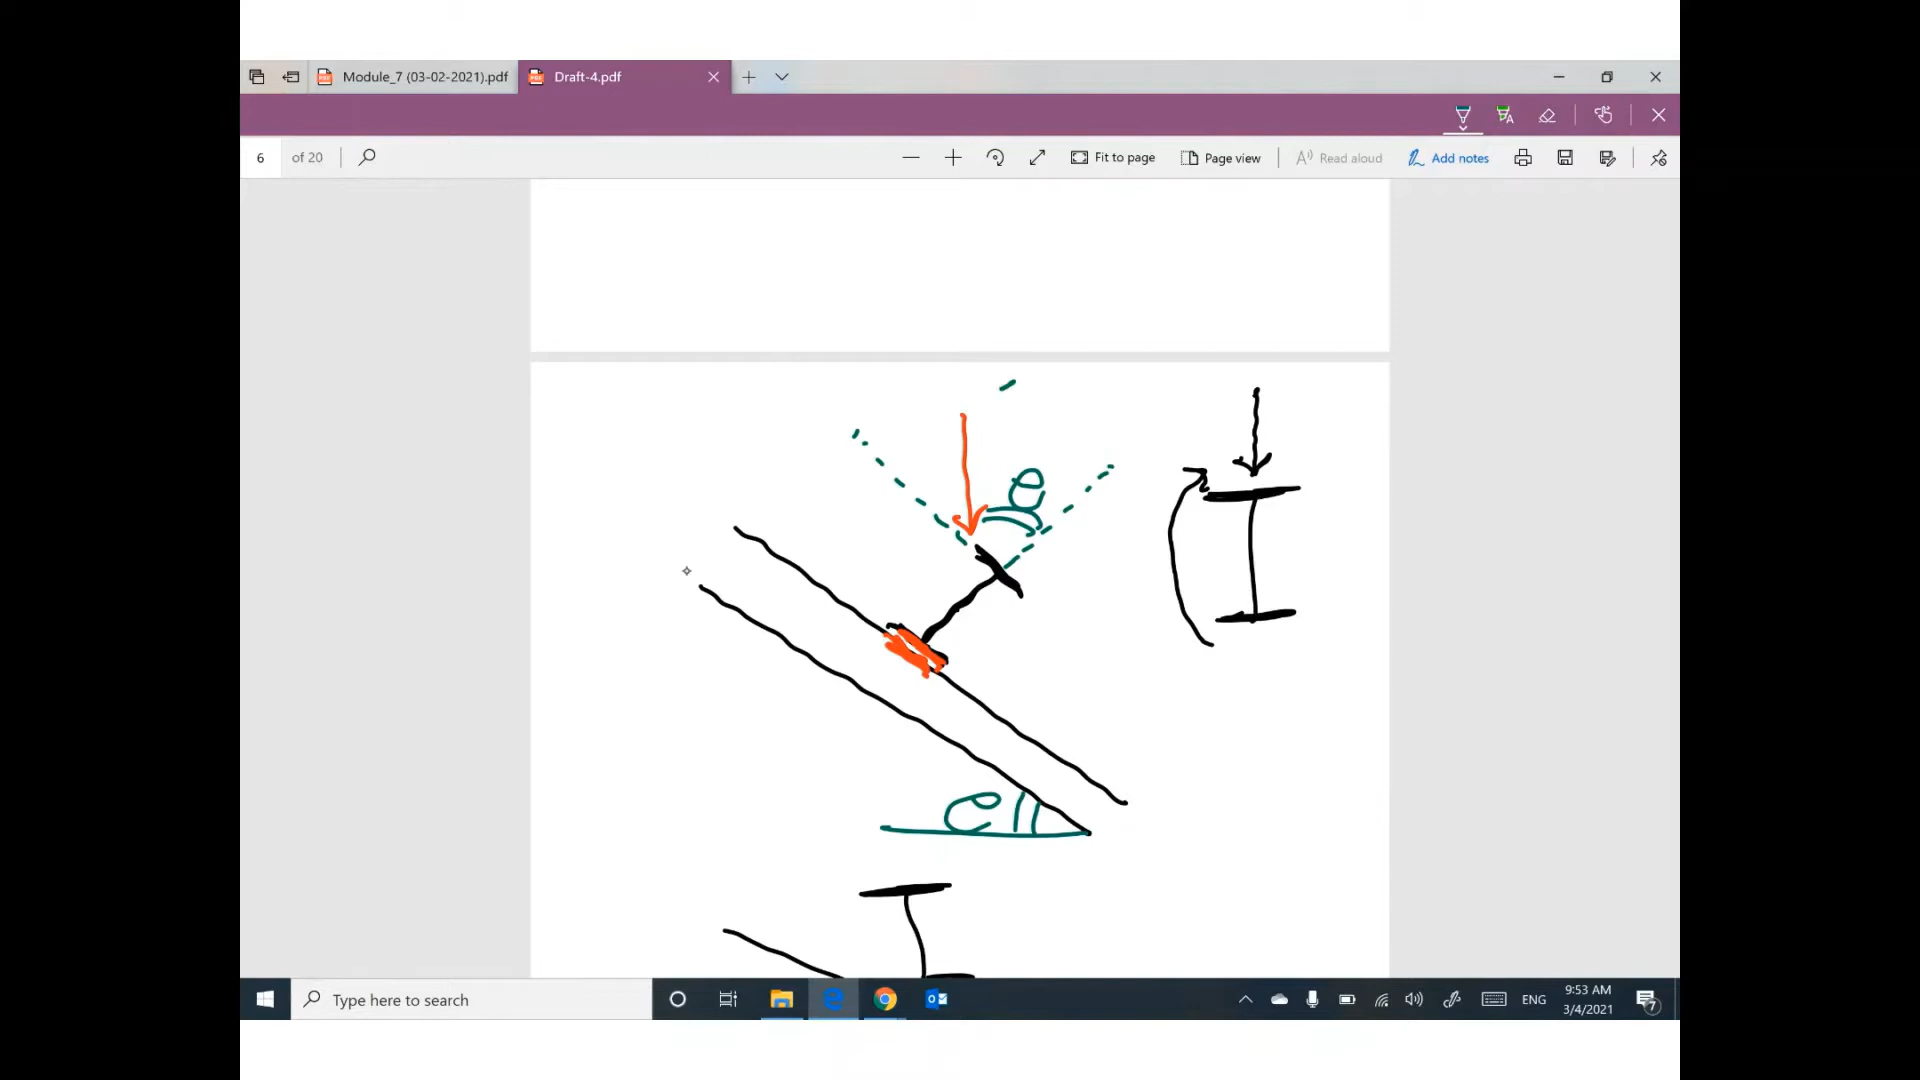 Module_7 (03-02-2021).pdf
Draft-4.pdf
6 of 20
Fit to page
Page view
Read aloud
Add notes
Type here to search
ENG
9:53 AM
3/4/2021
7